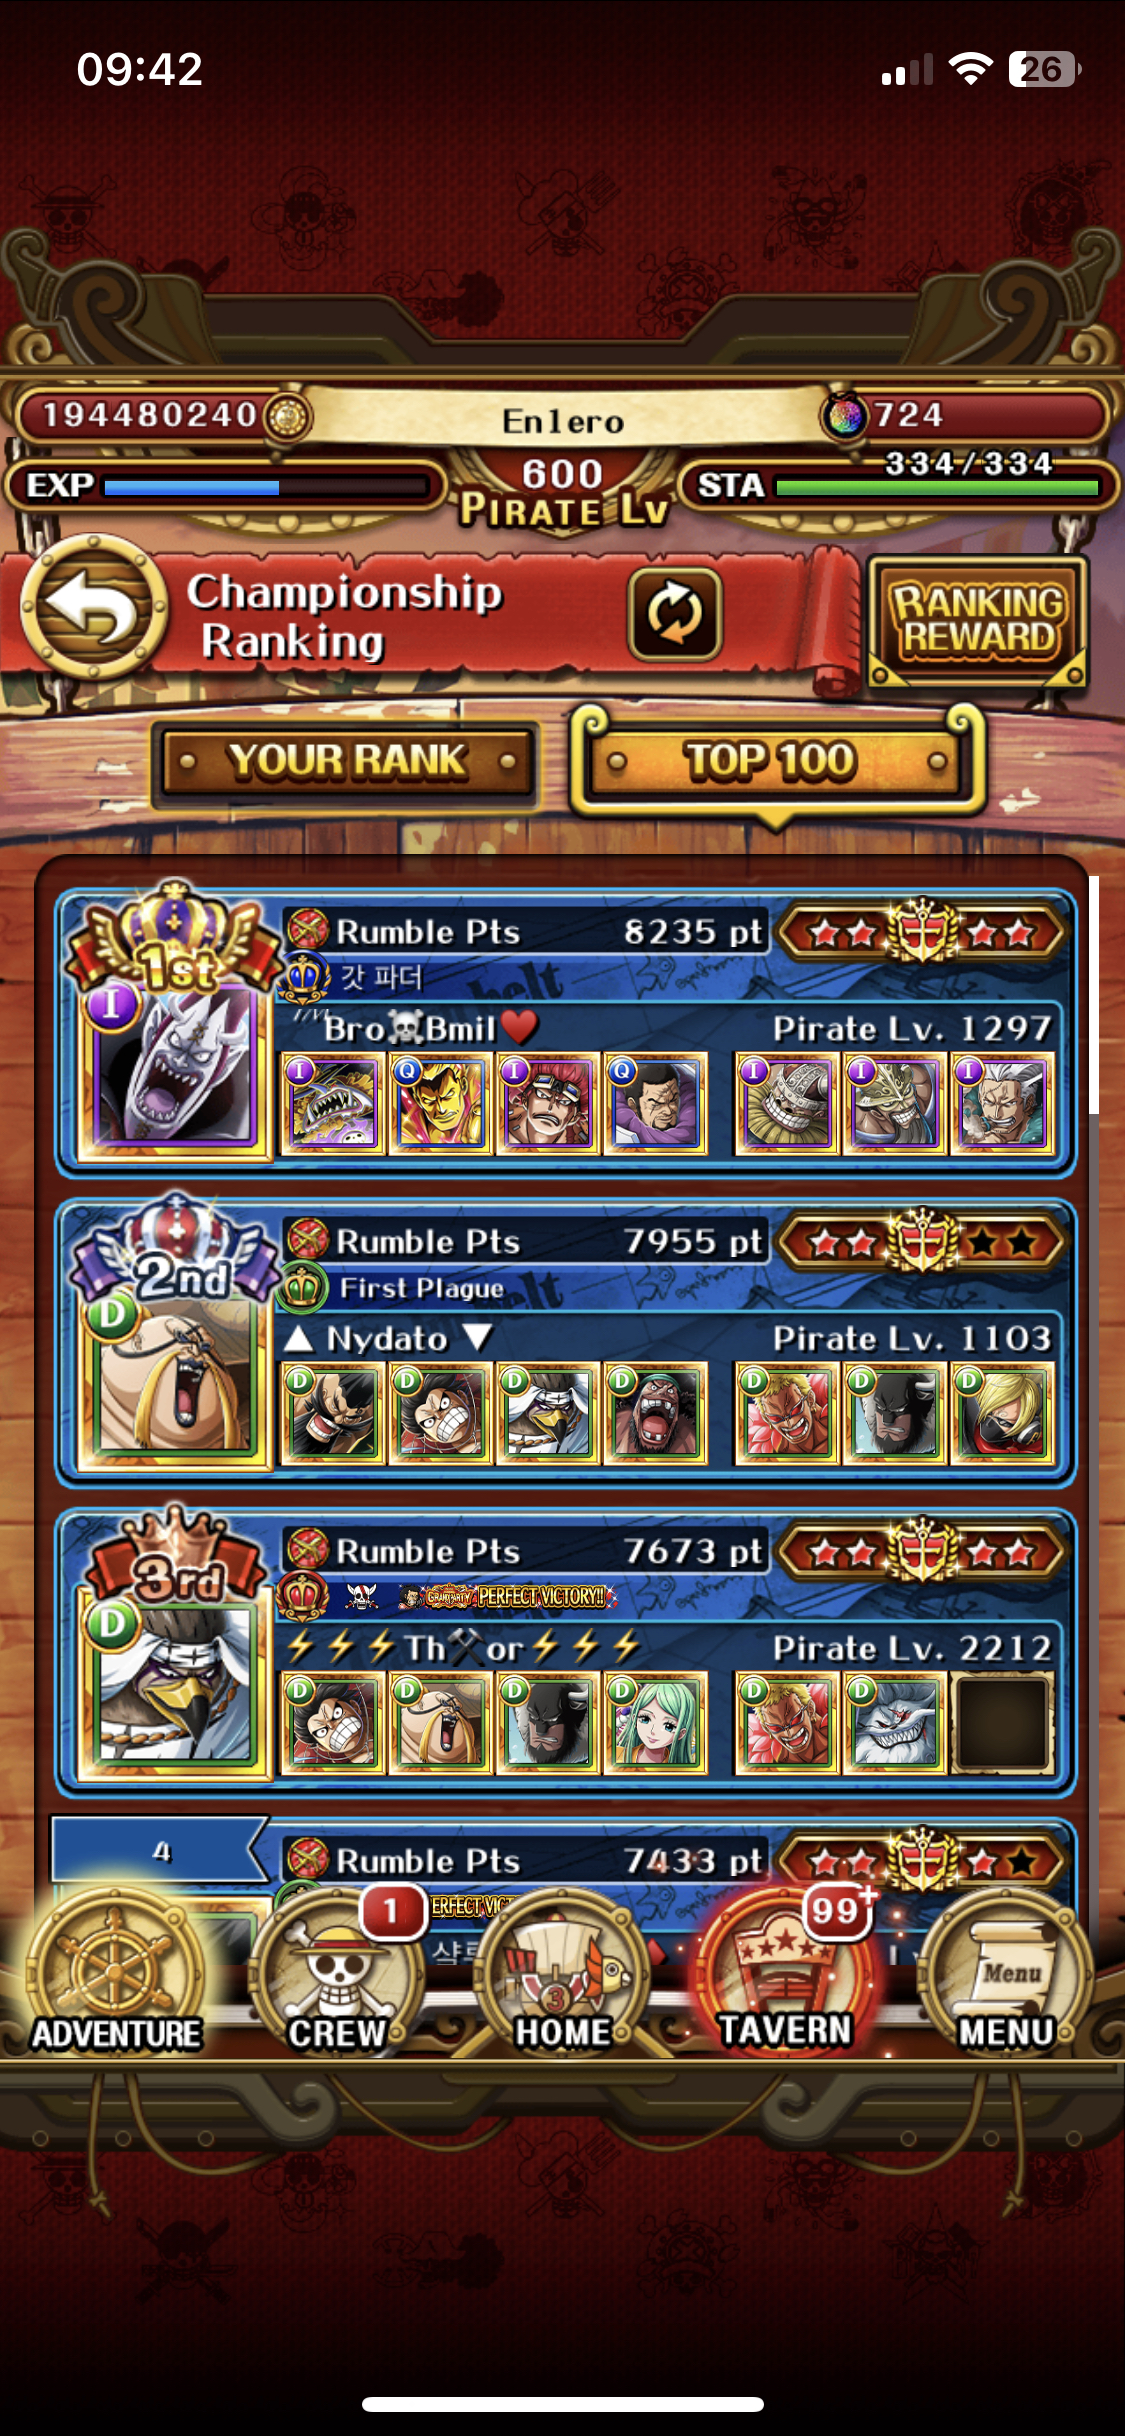 09:42
26
194480240
En1ero
724
EXP
600
PIRATE Lv
STA
334/334
Championship
Ranking
RANKING
REWARD
YOUR RANK
TOP 100
1st
Rumble Pts 8235 pt
갓 파더
Bro☠Bmil❤ Pirate Lv. 1297
I
I Q I Q I I I
2nd
Rumble Pts 7955 pt
First Plague
▲ Nydato ▼ Pirate Lv. 1103
D
D D D D D D D
3rd
Rumble Pts 7673 pt
PERFECT VICTORY!!
⚡⚡⚡Th⚒or⚡⚡⚡ Pirate Lv. 2212
D
D D D D D D
4
Rumble Pts 7433 pt
1
99+
ADVENTURE
CREW
HOME
TAVERN
Menu
MENU